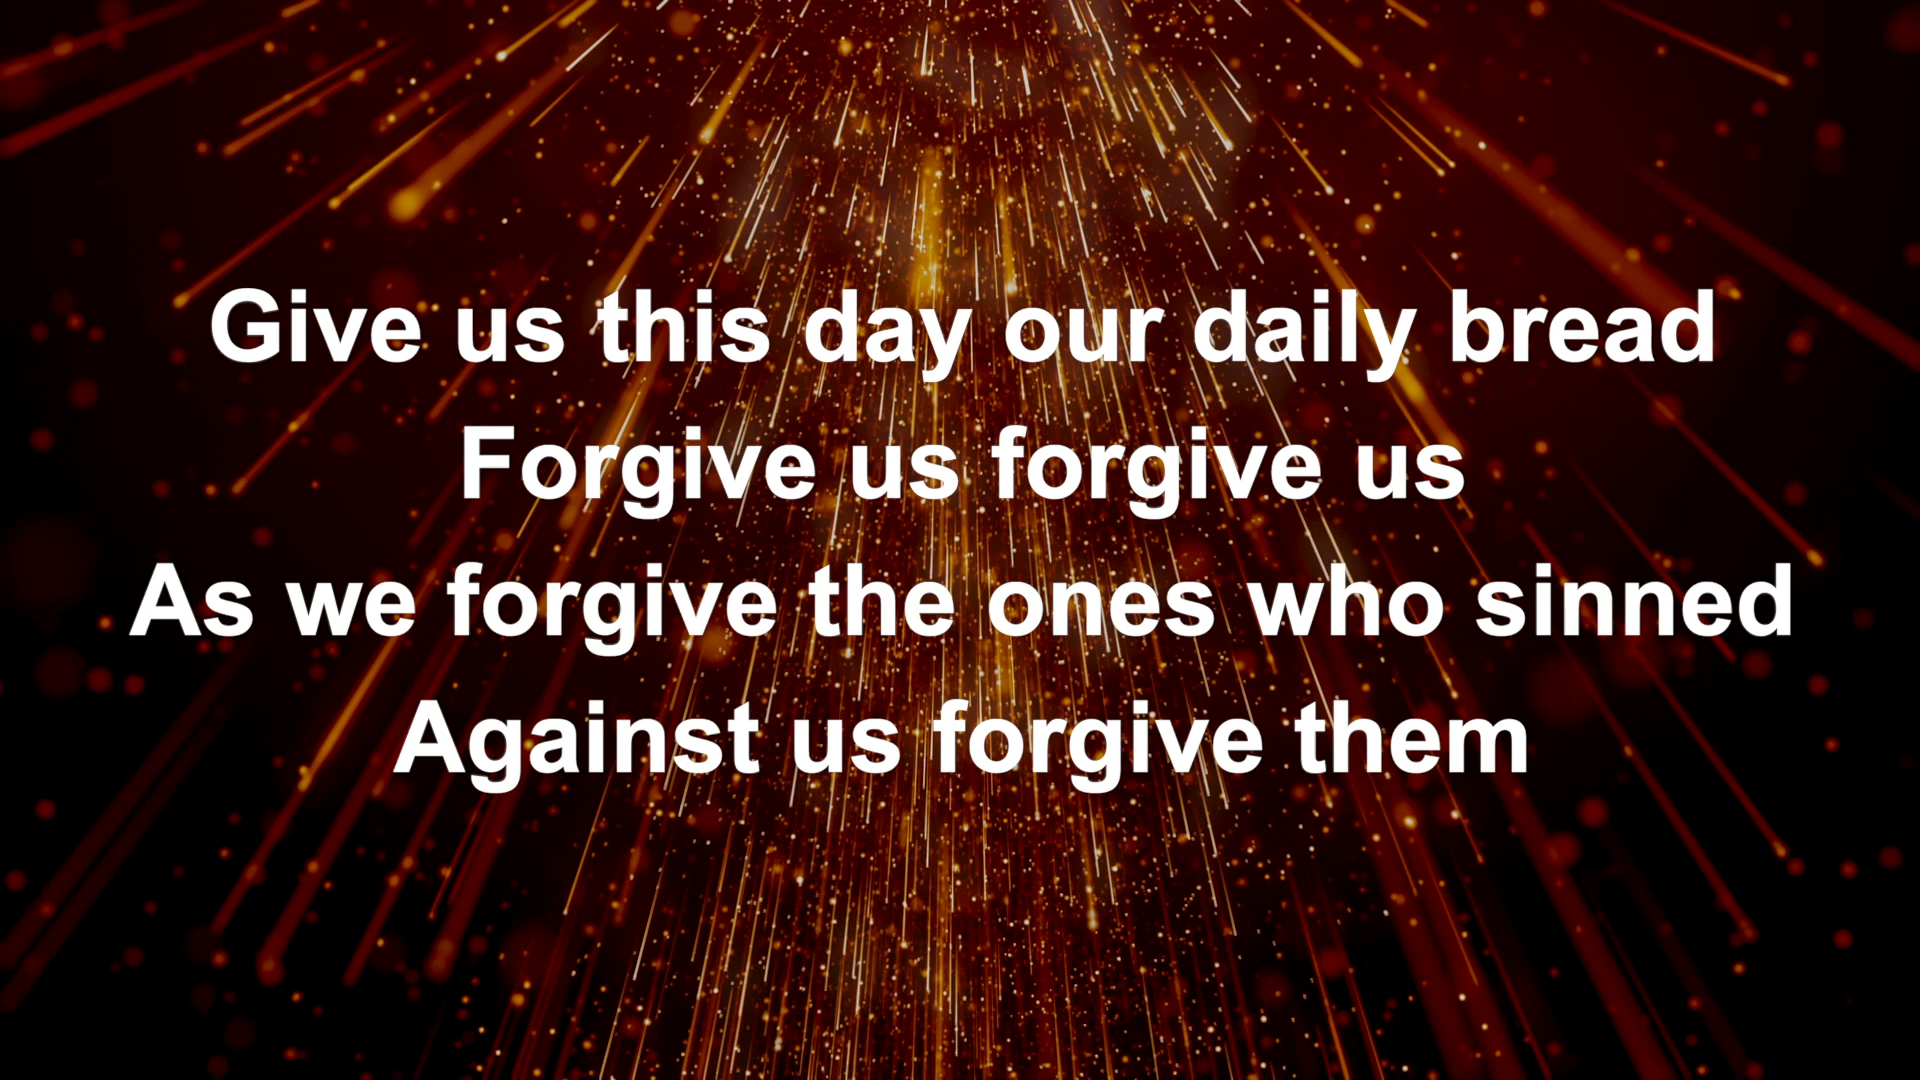 Give us this day our daily bread
Forgive us forgive us
As we forgive the ones who sinned
Against us forgive them